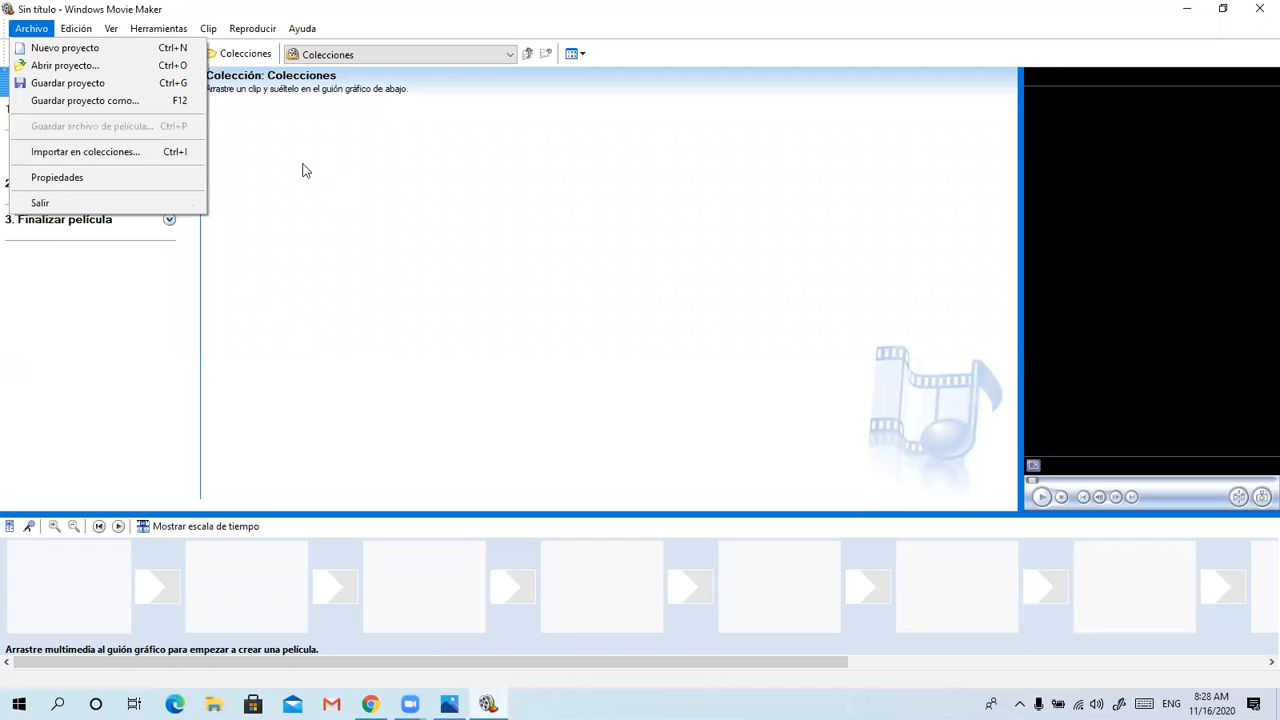 Sin título - Windows Movie Maker
Archivo Edición Ver Herramientas Clip Reproducir Ayuda
Nuevo proyecto Ctrl+N
Abrir proyecto... Ctrl+O
Guardar proyecto Ctrl+G
Guardar proyecto como... F12
Guardar archivo de película... Ctrl+P
Importar en colecciones... Ctrl+I
Propiedades
Salir
Colecciones
Colecciones
Colección: Colecciones
Arrastre un clip y suéltelo en el guión gráfico de abajo.
1
2
3. Finalizar película
Mostrar escala de tiempo
Arrastre multimedia al guión gráfico para empezar a crear una película.
ENG
8:28 AM
11/16/2020